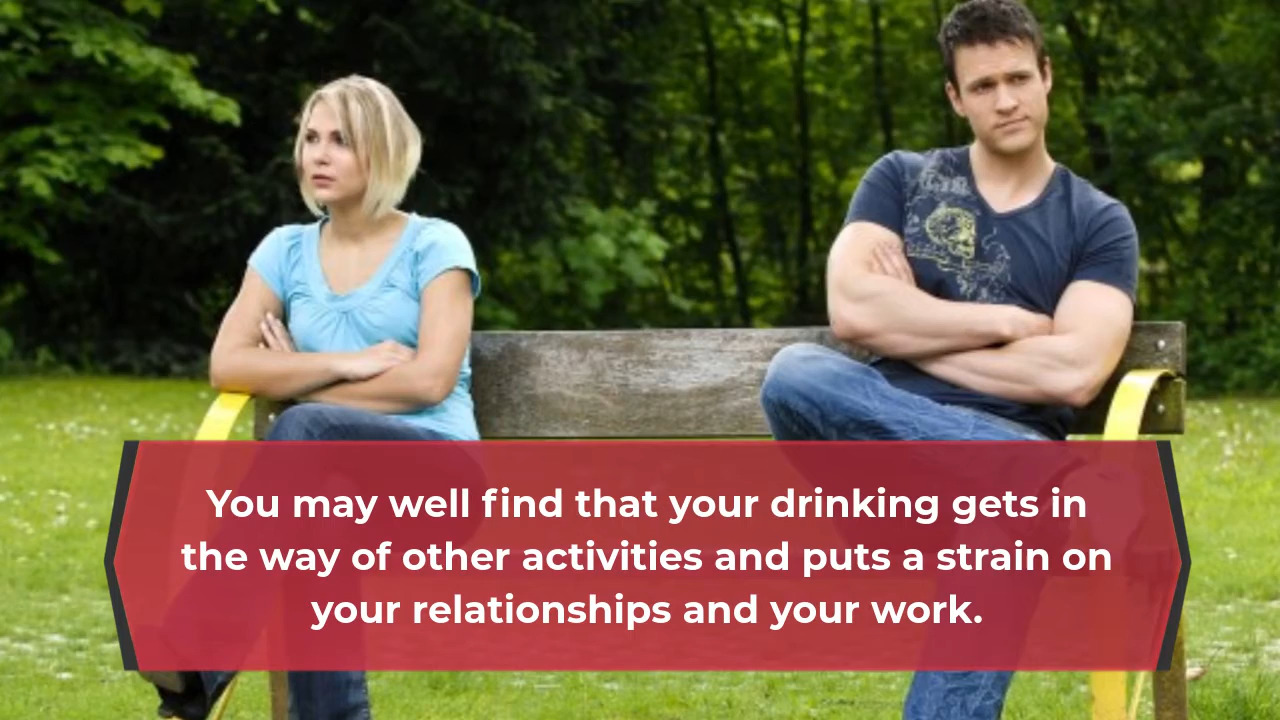 You may well find that your drinking gets in
the way of other activities and puts a strain on
your relationships and your work.